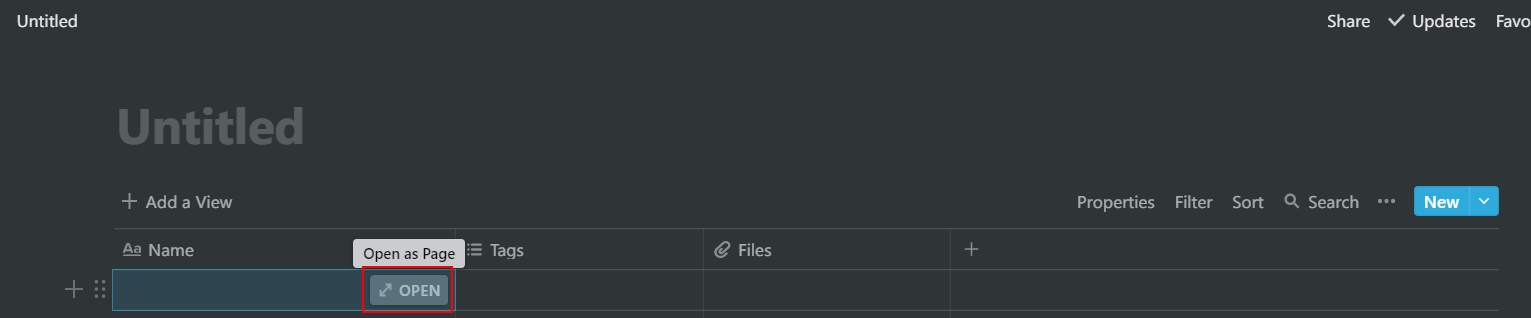 Untitled
Share Updates Favo
Untitled
Add a View
Properties Filter Sort Search New
Aa Name Open as Page Tags Files
OPEN